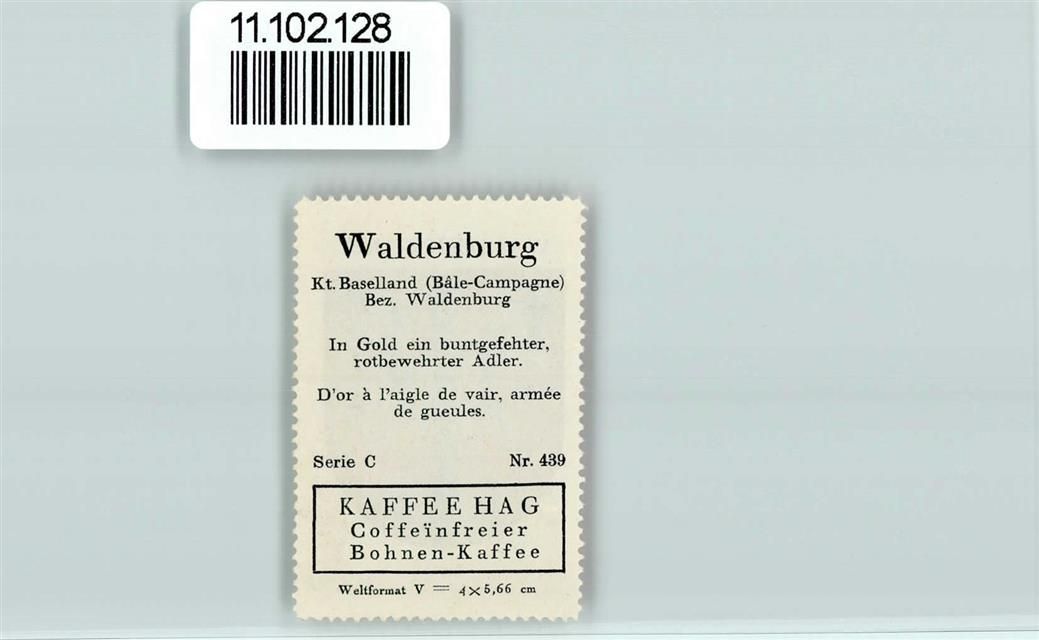 11.102.128
Waldenburg
Kt. Baselland (Bâle-Campagne)
Bez. Waldenburg
In Gold ein buntgefehter,
rotbewehrter Adler.
D'or à l'aigle de vair, armée
de gueules.
Serie C Nr. 439
KAFFEE HAG
Coffeïnfreier
Bohnen-Kaffee
Weltformat V = 4×5,66 cm